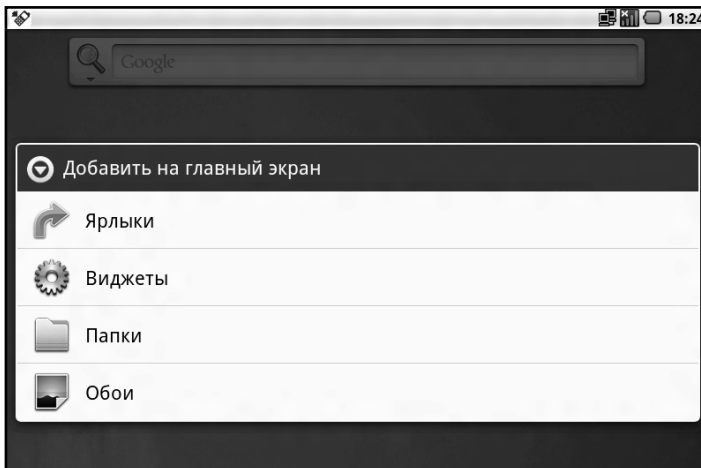 18:24
Google
Добавить на главный экран
Ярлыки
Виджеты
Папки
Обои